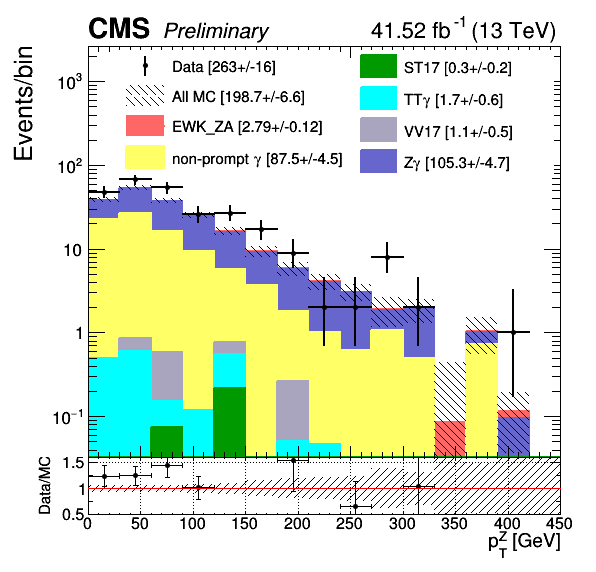 CMS Preliminary 41.52 fb⁻¹ (13 TeV)
Events/bin
Data [263+/-16]
All MC [198.7+/-6.6]
EWK_ZA [2.79+/-0.12]
non-prompt γ [87.5+/-4.5]
ST17 [0.3+/-0.2]
TTγ [1.7+/-0.6]
VV17 [1.1+/-0.5]
Zγ [105.3+/-4.7]
10³
10²
10
1
10⁻¹
Data/MC
1.5
1
0.5
0 50 100 150 200 250 300 350 400 450
p_T^Z [GeV]